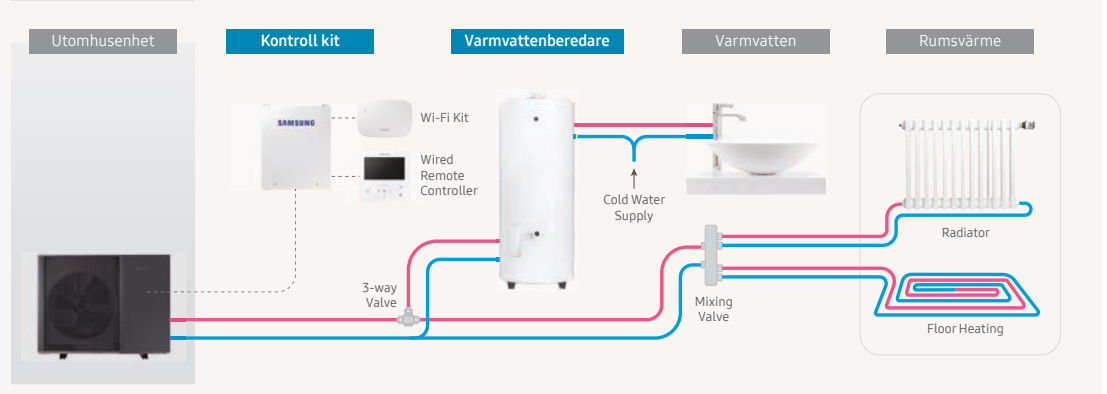 Utomhusenhet
Kontroll kit
Varmvattenberedare
Varmvatten
Rumsvärme
SAMSUNG
Wi-Fi Kit
Wired
Remote
Controller
Cold Water
Supply
Radiator
3-way
Valve
Mixing
Valve
Floor Heating